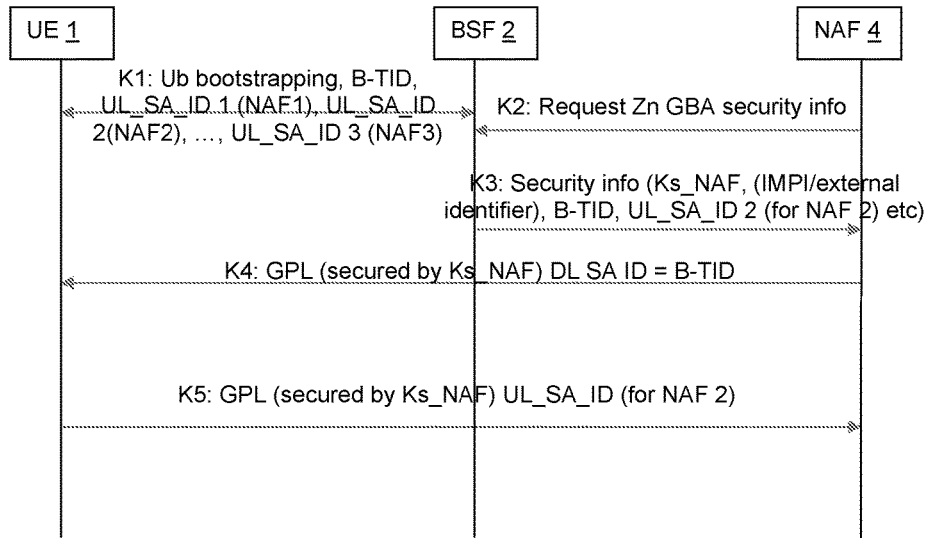 UE 1
BSF 2
NAF 4
K1: Ub bootstrapping, B-TID,
UL_SA_ID 1 (NAF1), UL_SA_ID
2(NAF2), …, UL_SA_ID 3 (NAF3)
K2: Request Zn GBA security info
K3: Security info (Ks_NAF, (IMPI/external
identifier), B-TID, UL_SA_ID 2 (for NAF 2) etc)
K4: GPL (secured by Ks_NAF) DL SA ID = B-TID
K5: GPL (secured by Ks_NAF) UL_SA_ID (for NAF 2)